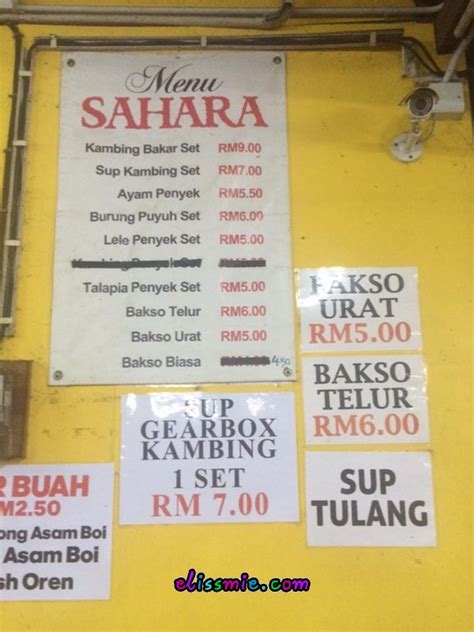 Menu
SAHARA
Kambing Bakar Set RM9.00
Sup Kambing Set RM7.00
Ayam Penyek RM5.50
Burung Puyuh Set RM6.00
Lele Penyek Set RM5.00
Talapia Penyek Set RM5.00
Bakso Telur RM6.00
Bakso Urat RM5.00
Bakso Biasa 4.50
BAKSO
URAT
RM5.00
BAKSO
TELUR
RM6.00
SUP
GEARBOX
KAMBING
1 SET
RM 7.00
SUP
TULANG
BUAH
2.50
Asam Boi
Asam Boi
Oren
elissmie.com